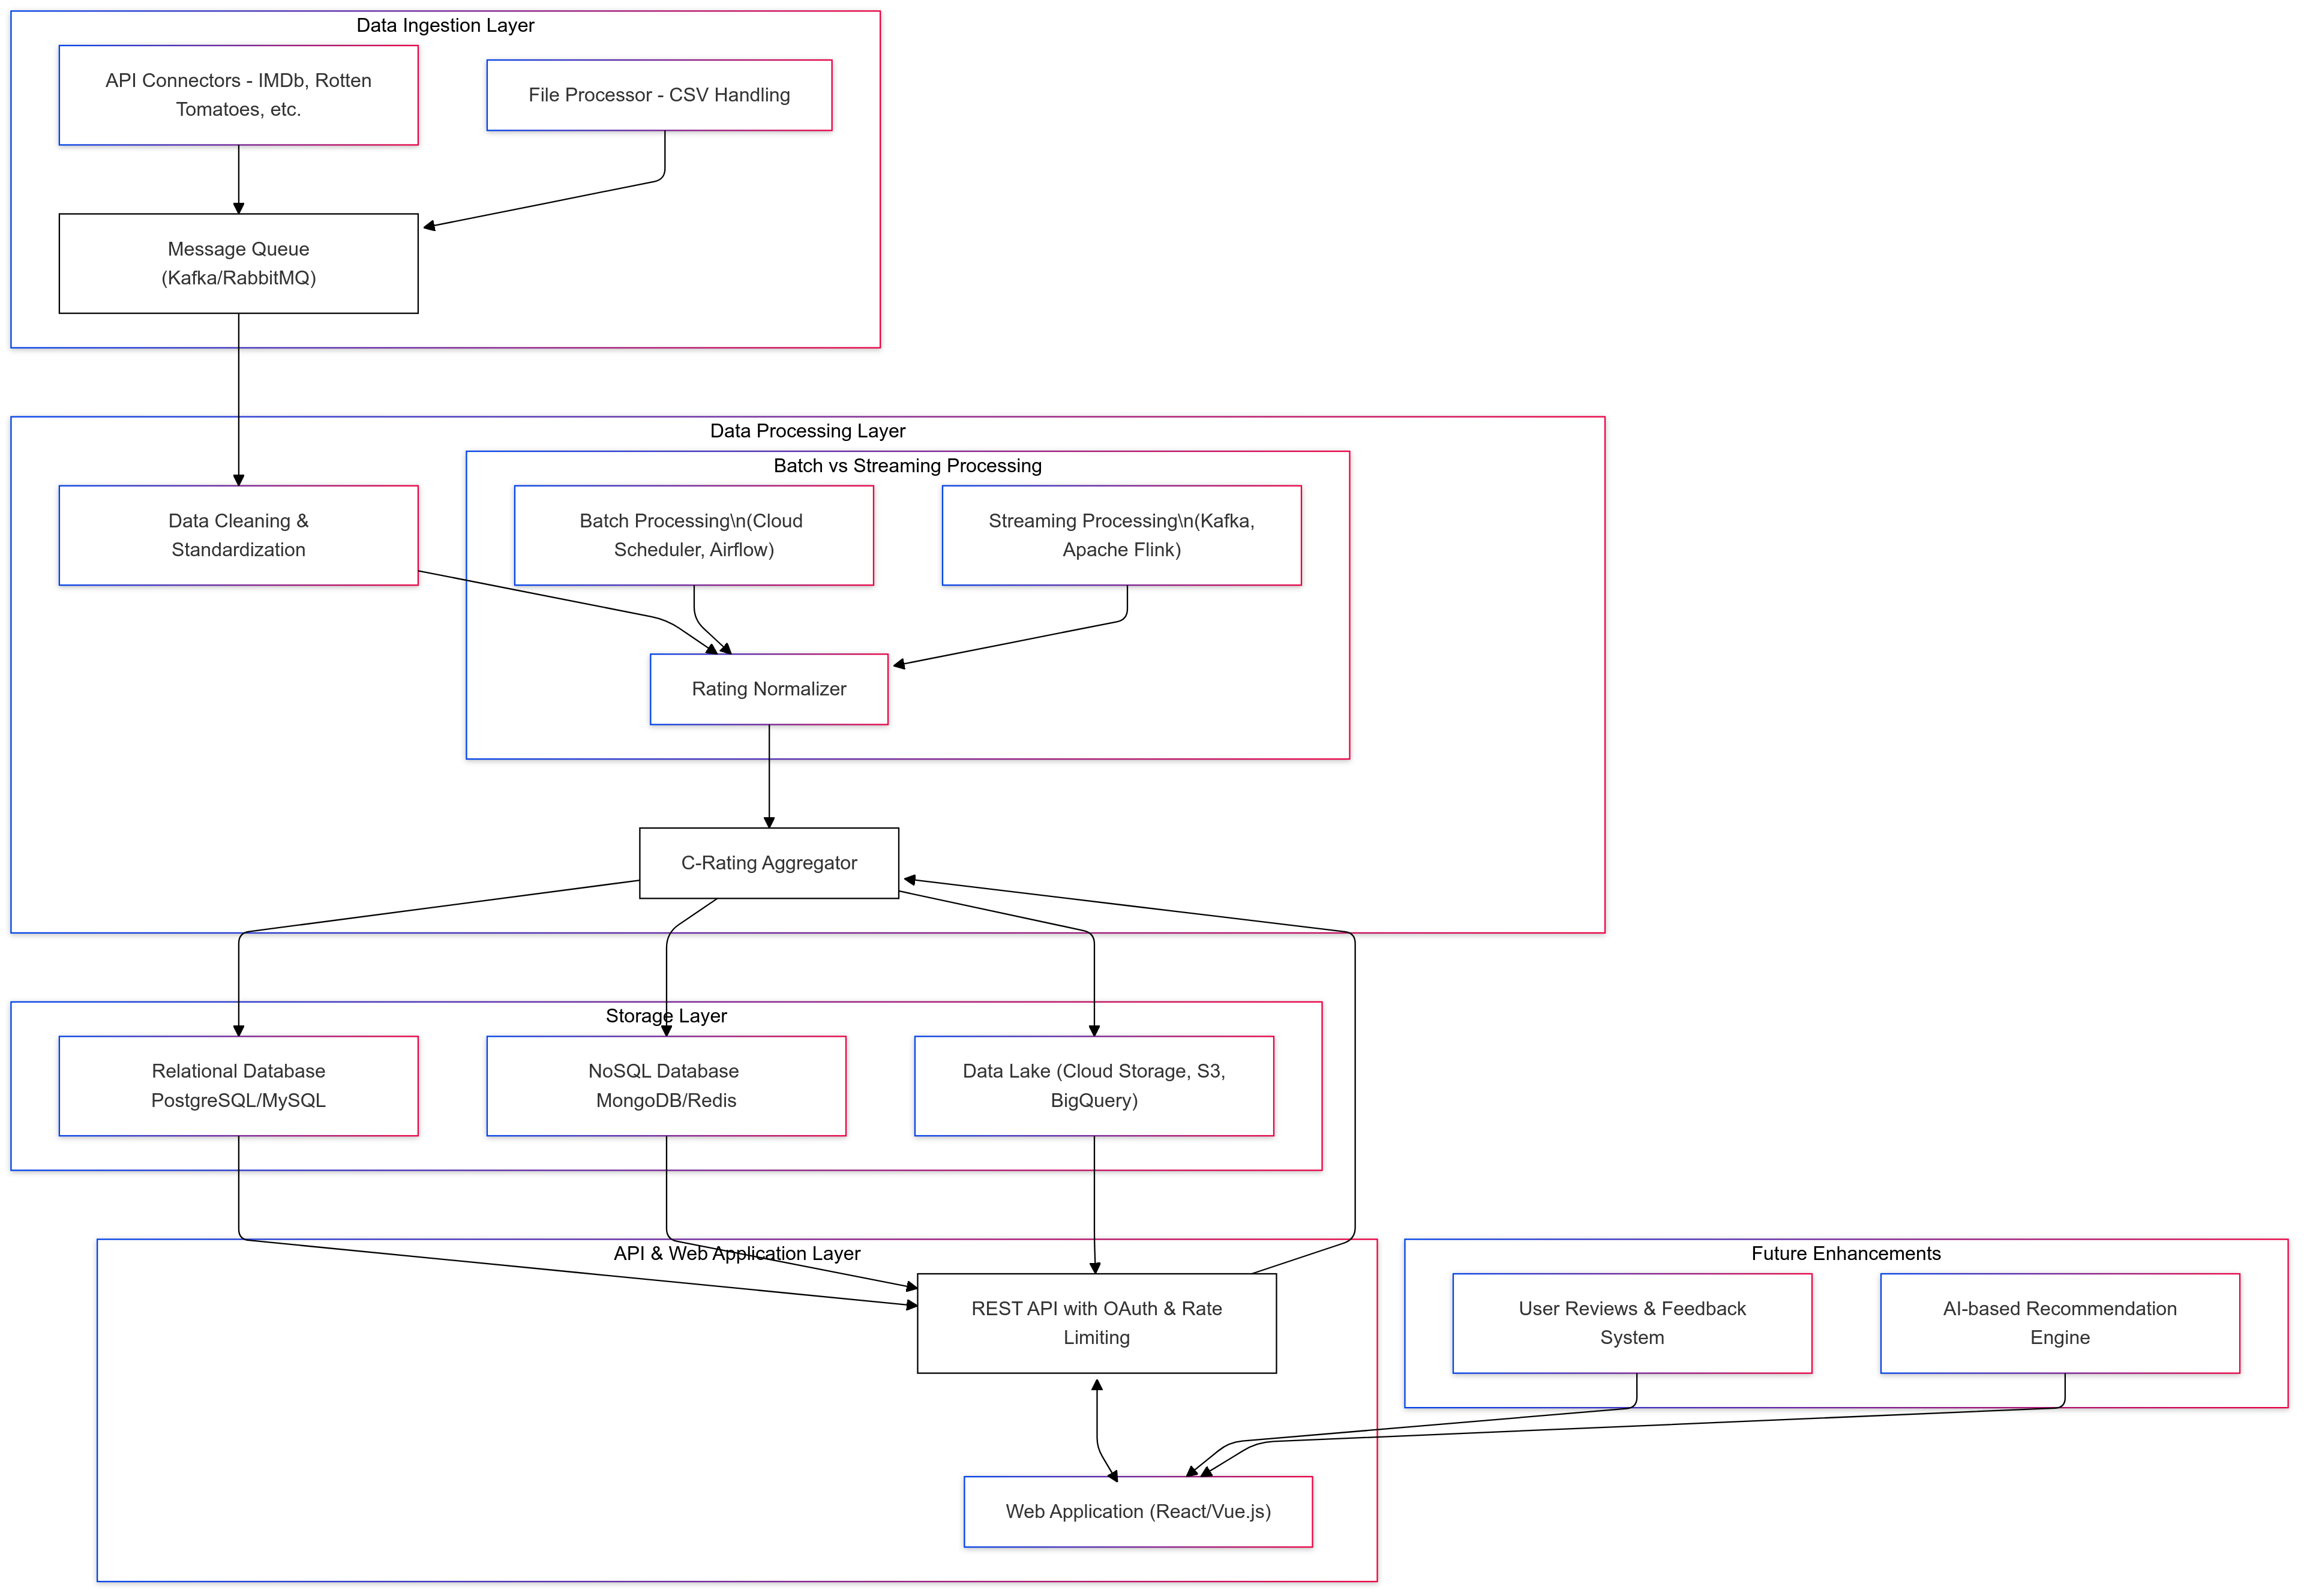 Data Ingestion Layer
API Connectors - IMDb, Rotten
Tomatoes, etc.
File Processor - CSV Handling
Message Queue
(Kafka/RabbitMQ)
Data Processing Layer
Batch vs Streaming Processing
Data Cleaning &
Standardization
Batch Processing\n(Cloud
Scheduler, Airflow)
Streaming Processing\n(Kafka,
Apache Flink)
Rating Normalizer
C-Rating Aggregator
Storage Layer
Relational Database
PostgreSQL/MySQL
NoSQL Database
MongoDB/Redis
Data Lake (Cloud Storage, S3,
BigQuery)
API & Web Application Layer
REST API with OAuth & Rate
Limiting
Future Enhancements
User Reviews & Feedback
System
AI-based Recommendation
Engine
Web Application (React/Vue.js)